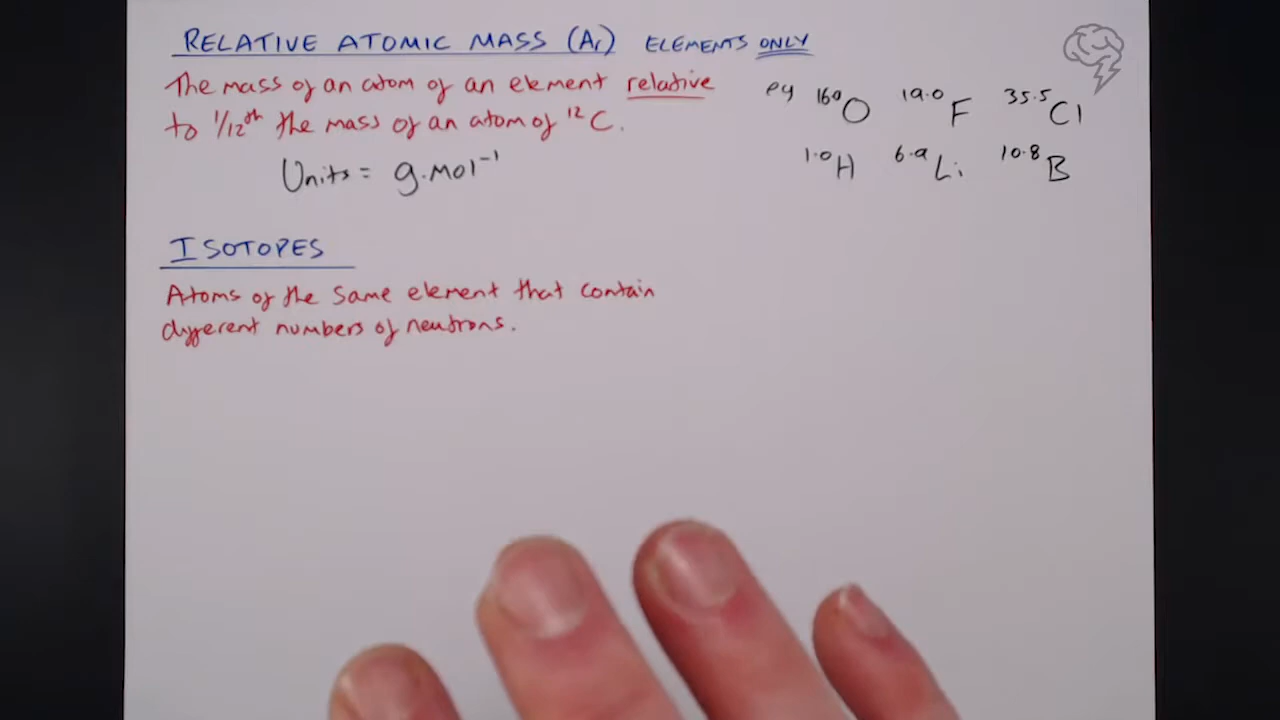 RELATIVE ATOMIC MASS (Ar) ELEMENTS ONLY
The mass of an atom of an element relative
to 1/12th the mass of an atom of 12C.
eg 16.0O 19.0F 35.5Cl
1.0H 6.9Li 10.8B
Units = g.mol⁻¹
ISOTOPES
Atoms of the same element that contain
different numbers of neutrons.